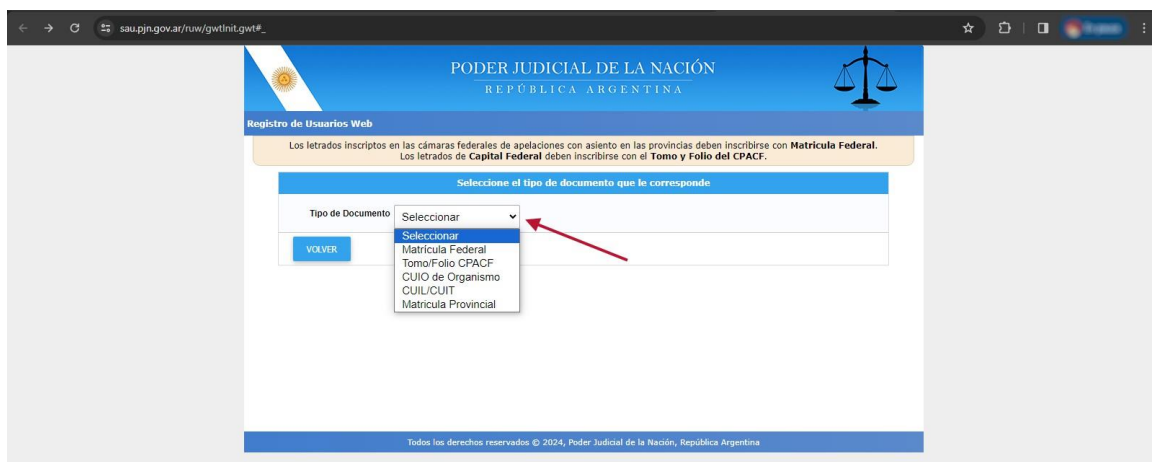 sau.pjn.gov.ar/ruw/gwtInit.gwt#_
PODER JUDICIAL DE LA NACIÓN
REPÚBLICA ARGENTINA
Registro de Usuarios Web
Los letrados inscriptos en las cámaras federales de apelaciones con asiento en las provincias deben inscribirse con Matricula Federal.
Los letrados de Capital Federal deben inscribirse con el Tomo y Folio del CPACF.
Seleccione el tipo de documento que le corresponde
Tipo de Documento Seleccionar
Seleccionar
Matrícula Federal
Tomo/Folio CPACF
CUIO de Organismo
CUIL/CUIT
Matricula Provincial
VOLVER
Todos los derechos reservados © 2024, Poder Judicial de la Nación, República Argentina